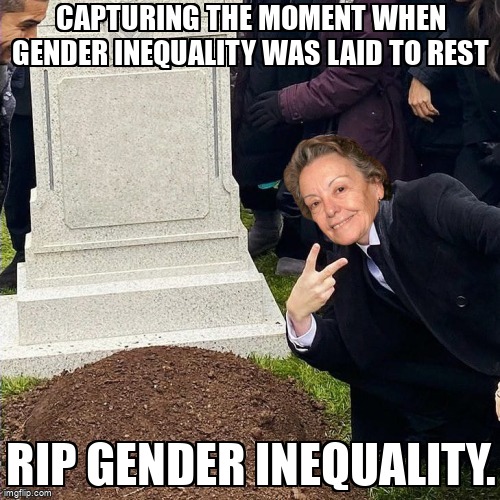 CAPTURING THE MOMENT WHEN
GENDER INEQUALITY WAS LAID TO REST
RIP GENDER INEQUALITY.
imgflip.com